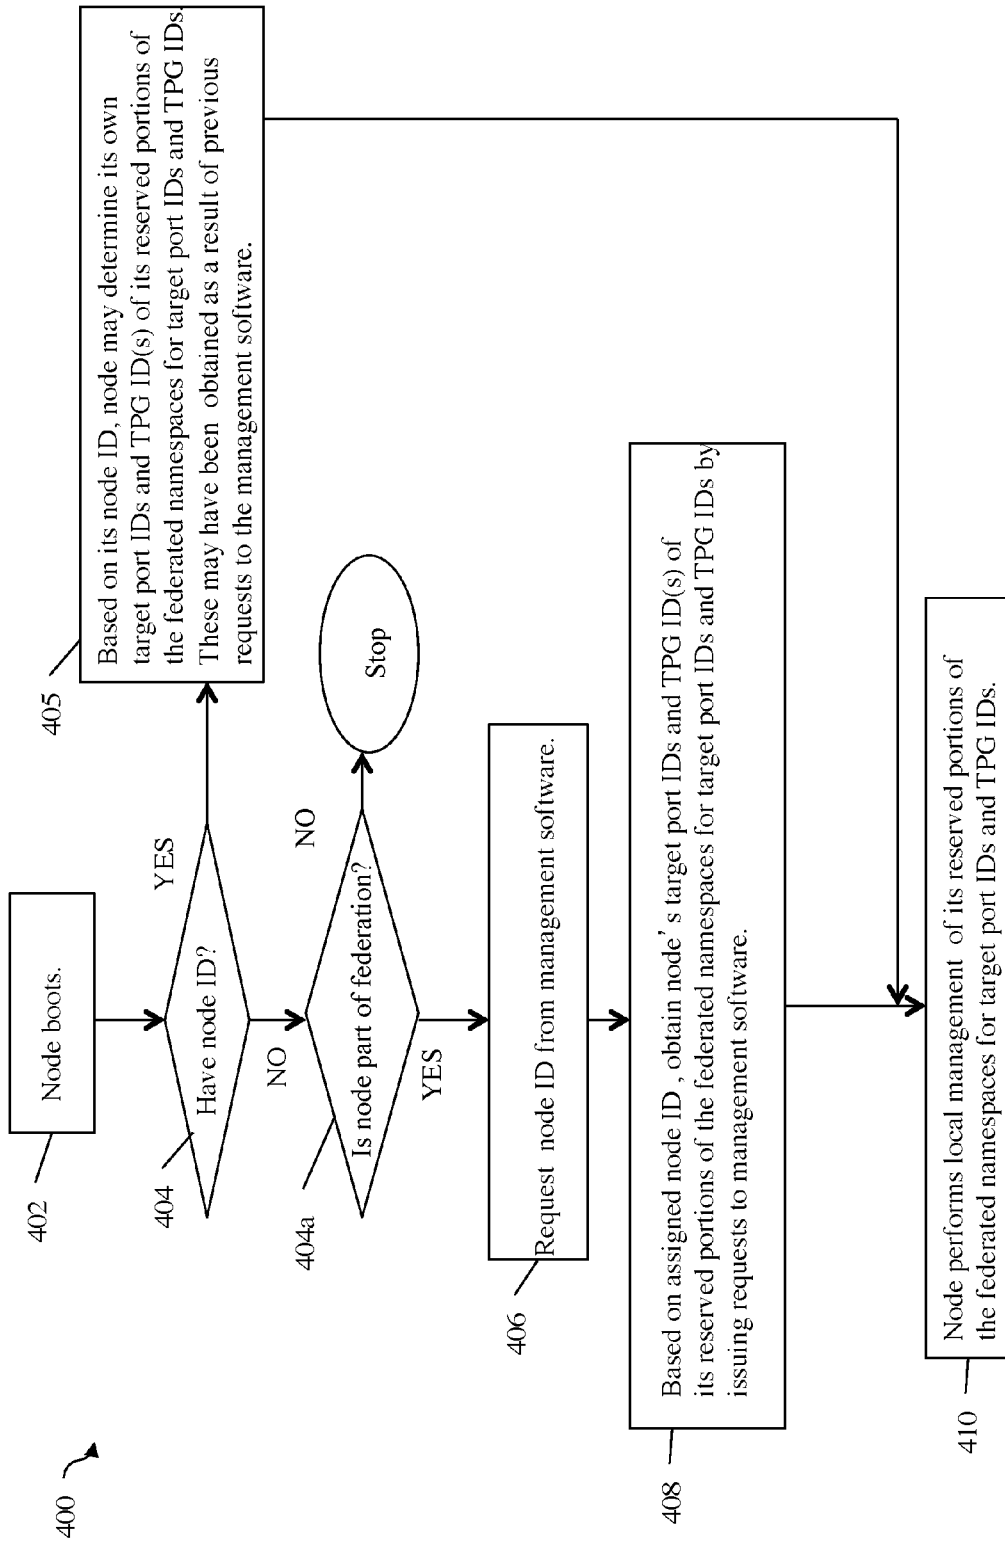 400
402
Node boots.
404
Have node ID?
YES
NO
405
Based on its node ID, node may determine its own
target port IDs and TPG ID(s) of its reserved portions of
the federated namespaces for target port IDs and TPG IDs.
These may have been obtained as a result of previous
requests to the management software.
404a
Is node part of federation?
NO
Stop
YES
406
Request node ID from management software.
408
Based on assigned node ID , obtain node' s target port IDs and TPG ID(s) of
its reserved portions of the federated namespaces for target port IDs and TPG IDs by
issuing requests to management software.
410
Node performs local management of its reserved portions of
the federated namespaces for target port IDs and TPG IDs.